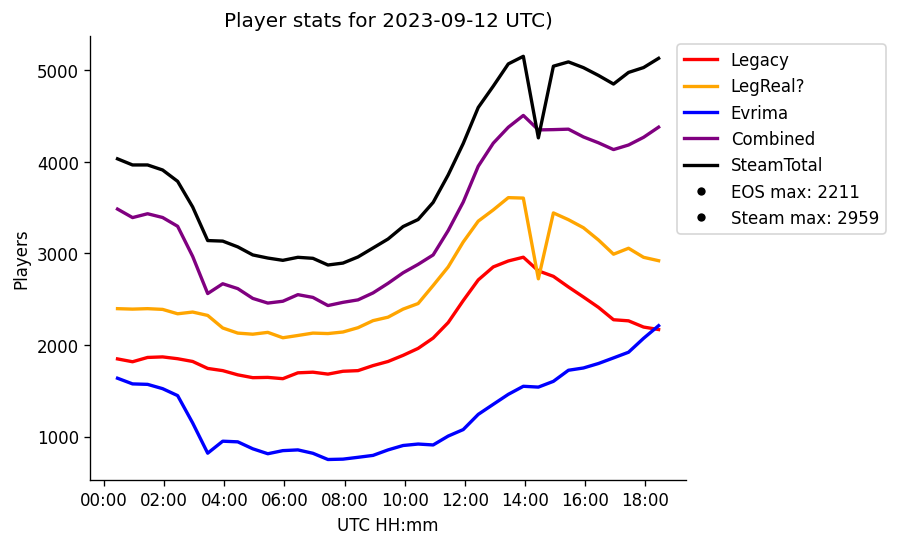 Player stats for 2023-09-12 UTC)
Players
5000
4000
3000
2000
1000
00:00 02:00 04:00 06:00 08:00 10:00 12:00 14:00 16:00 18:00
UTC HH:mm
Legacy
LegReal?
Evrima
Combined
SteamTotal
EOS max: 2211
Steam max: 2959